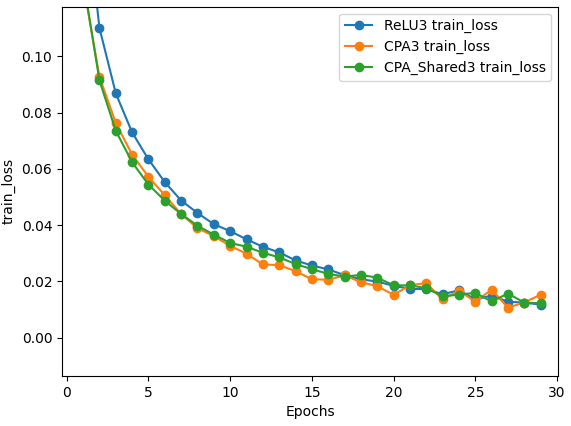 ReLU3 train_loss
CPA3 train_loss
CPA_Shared3 train_loss
0.10
0.08
0.06
0.04
0.02
0.00
train_loss
0 5 10 15 20 25 30
Epochs